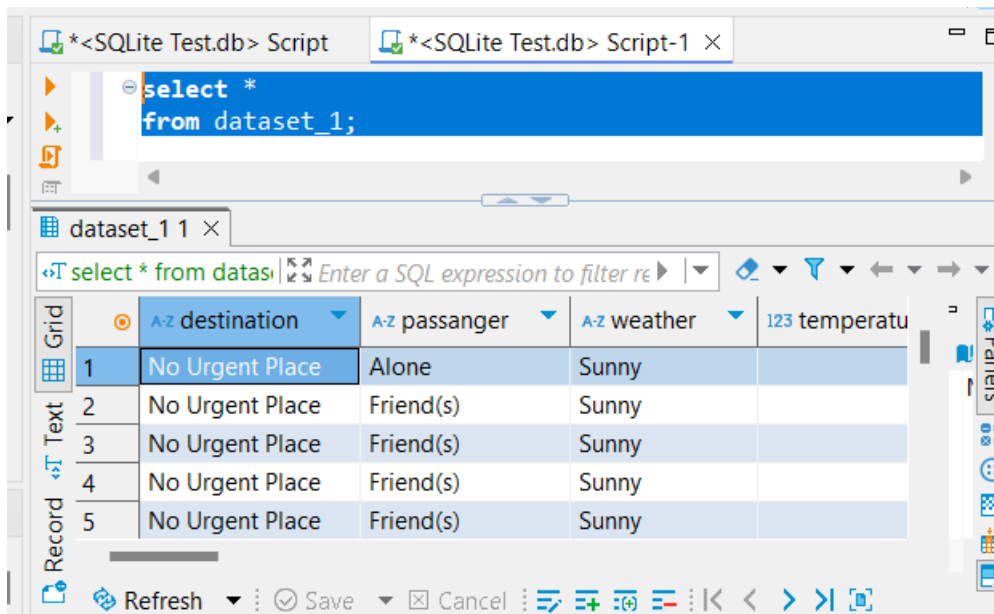 *<SQLite Test.db> Script
*<SQLite Test.db> Script-1
select *
from dataset_1;
dataset_1 1
select * from datas
Enter a SQL expression to filter re
Grid
Text
Record
A-Z destination
A-Z passanger
A-Z weather
123 temperatu
1 No Urgent Place Alone Sunny
2 No Urgent Place Friend(s) Sunny
3 No Urgent Place Friend(s) Sunny
4 No Urgent Place Friend(s) Sunny
5 No Urgent Place Friend(s) Sunny
Panels
Refresh Save Cancel